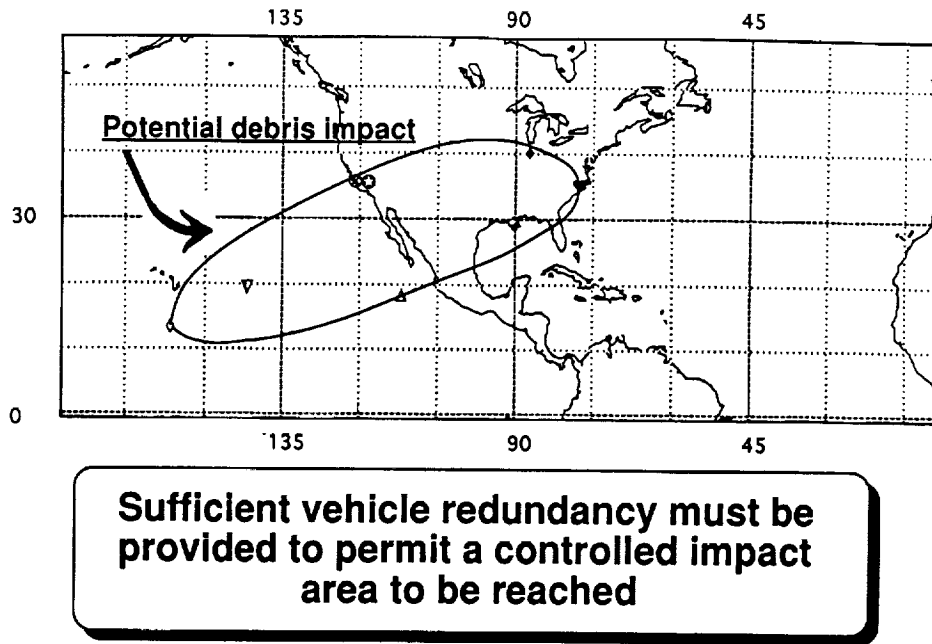 135 90 45
Potential debris impact
30
0
135 90 45
Sufficient vehicle redundancy must be
provided to permit a controlled impact
area to be reached